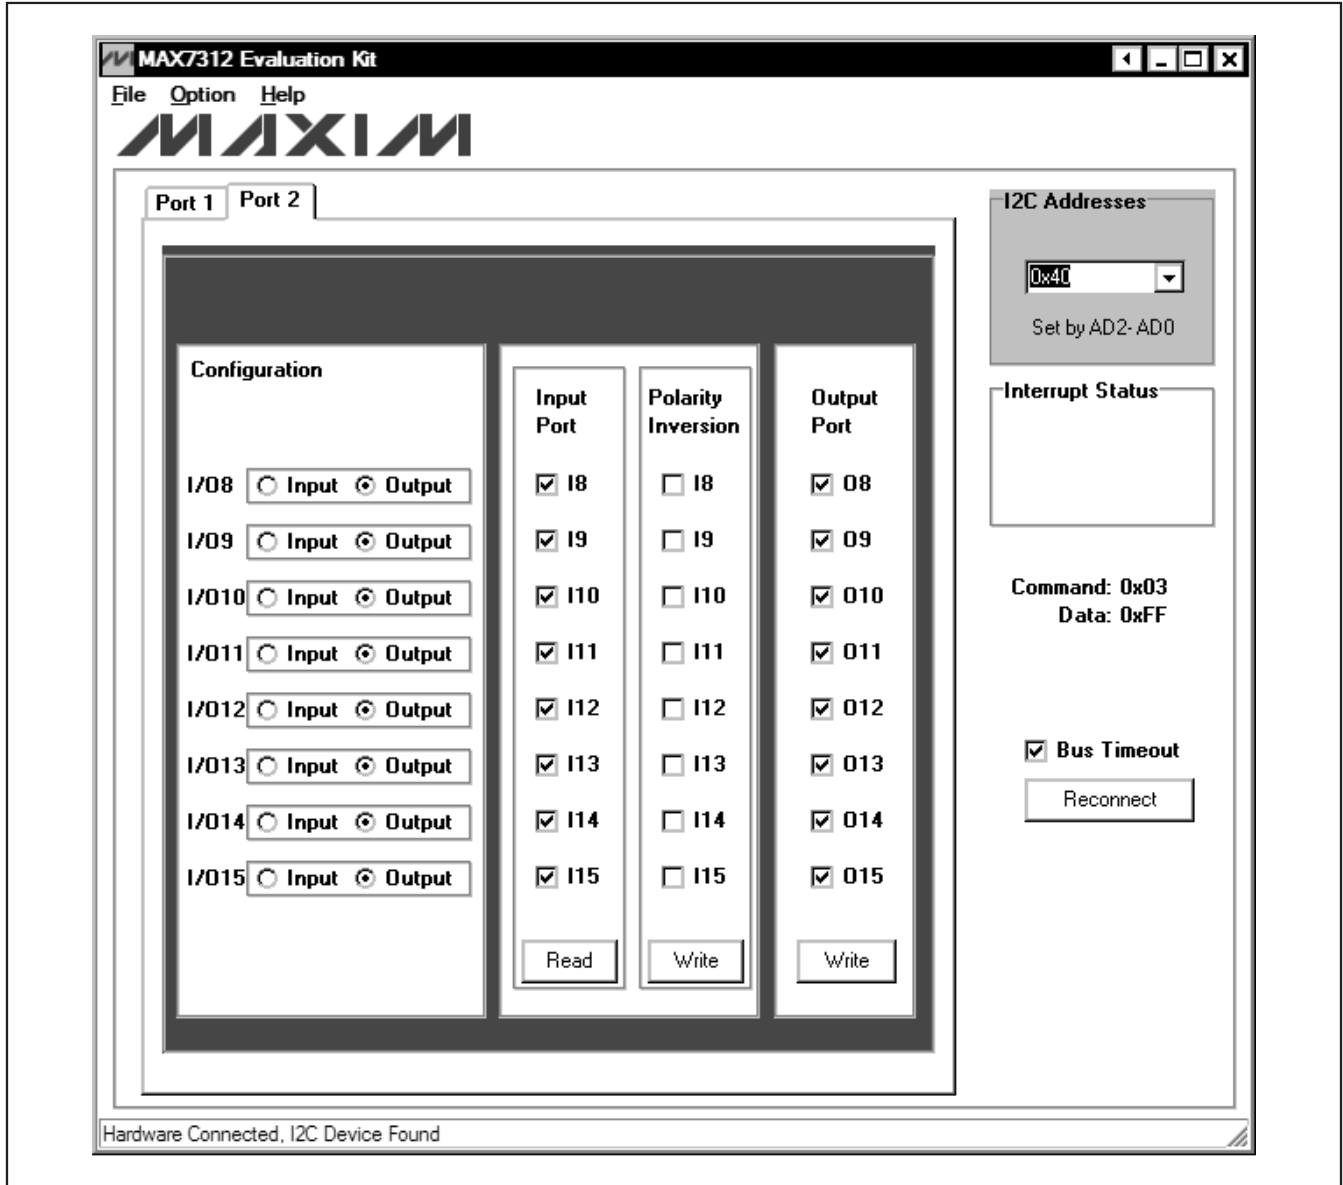 MAX7312 Evaluation Kit
File Option Help
MAXIM
Port 1 Port 2
Configuration
I/O8 Input Output
I/O9 Input Output
I/O10 Input Output
I/O11 Input Output
I/O12 Input Output
I/O13 Input Output
I/O14 Input Output
I/O15 Input Output
Input
Port
I8
I9
I10
I11
I12
I13
I14
I15
Read
Polarity
Inversion
I8
I9
I10
I11
I12
I13
I14
I15
Write
Output
Port
O8
O9
O10
O11
O12
O13
O14
O15
Write
I2C Addresses
0x40
Set by AD2- AD0
Interrupt Status
Command: 0x03
Data: 0xFF
Bus Timeout
Reconnect
Hardware Connected, I2C Device Found